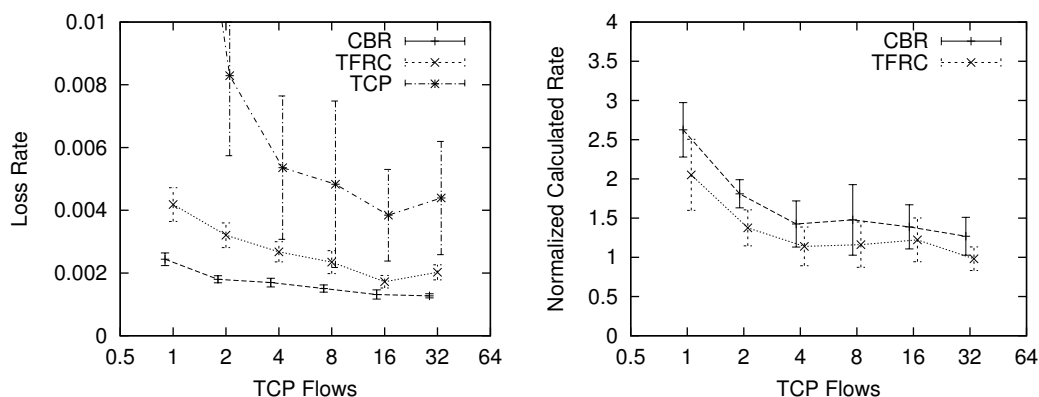 0.01
0.008
0.006
0.004
0.002
0
Loss Rate
CBR
TFRC
TCP
0.5 1 2 4 8 16 32 64
TCP Flows
4
3.5
3
2.5
2
1.5
1
0.5
0
Normalized Calculated Rate
CBR
TFRC
0.5 1 2 4 8 16 32 64
TCP Flows